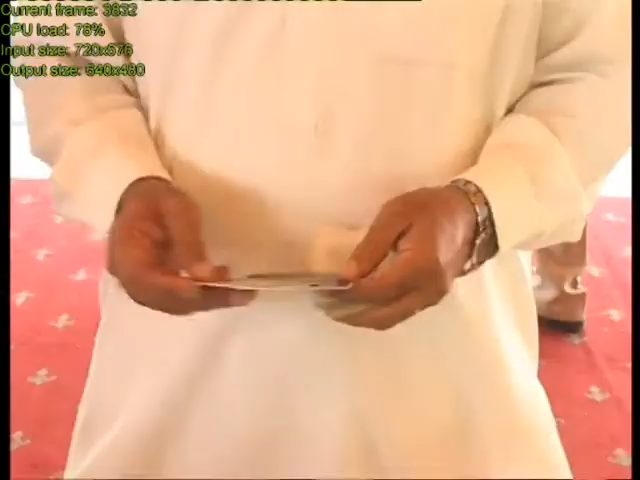 Current frame: 3832
CPU load: 78%
Input size: 720x576
Output size: 640x480